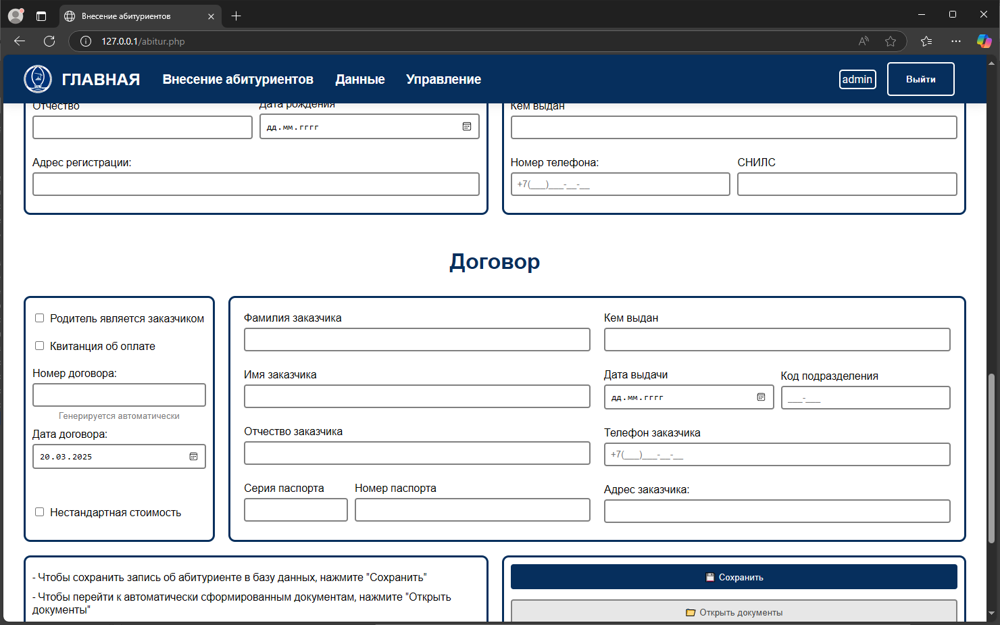 Внесение абитуриентов
127.0.0.1/abitur.php
ГЛАВНАЯ Внесение абитуриентов Данные Управление admin Выйти
Отчество Дата рождения Кем выдан
дд.мм.гггг
Адрес регистрации: Номер телефона: СНИЛС
+7(___)___-__-__
Договор
Родитель является заказчиком
Квитанция об оплате
Номер договора:
Генерируется автоматически
Дата договора:
20.03.2025
Нестандартная стоимость
Фамилия заказчика
Имя заказчика
Отчество заказчика
Серия паспорта Номер паспорта
Кем выдан
Дата выдачи Код подразделения
дд.мм.гггг ___-___
Телефон заказчика
+7(___)___-__-__
Адрес заказчика:
- Чтобы сохранить запись об абитуриенте в базу данных, нажмите "Сохранить"
- Чтобы перейти к автоматически сформированным документам, нажмите "Открыть
документы"
Сохранить
Открыть документы